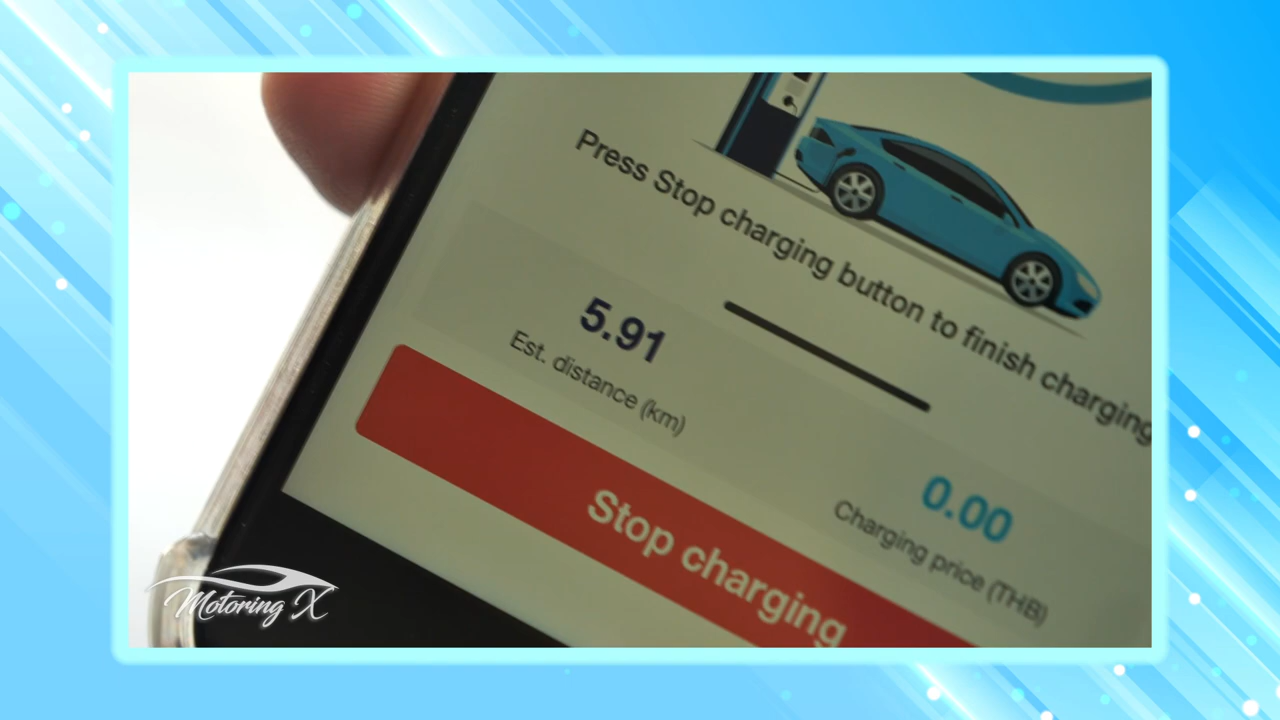 Press Stop charging button to finish charging
5.91
Est. distance (km)
0.00
Charging price (THB)
Stop charging
Motoring X